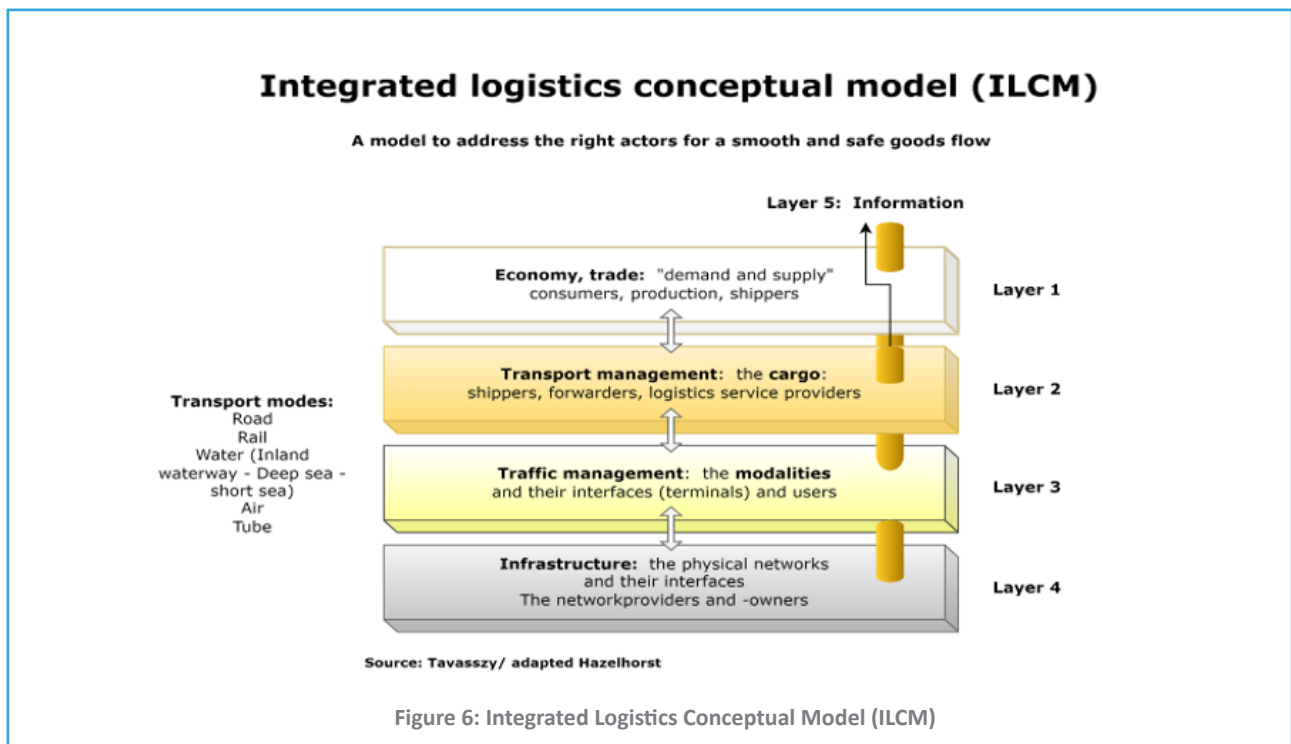 Integrated logistics conceptual model (ILCM)
A model to address the right actors for a smooth and safe goods flow
Layer 5: Information
Economy, trade: "demand and supply"
consumers, production, shippers
Layer 1
Transport management: the cargo:
shippers, forwarders, logistics service providers
Layer 2
Transport modes:
Road
Rail
Water (Inland
waterway - Deep sea -
short sea)
Air
Tube
Traffic management: the modalities
and their interfaces (terminals) and users
Layer 3
Infrastructure: the physical networks
and their interfaces
The networkproviders and -owners
Layer 4
Source: Tavasszy/ adapted Hazelhorst
Figure 6: Integrated Logistics Conceptual Model (ILCM)